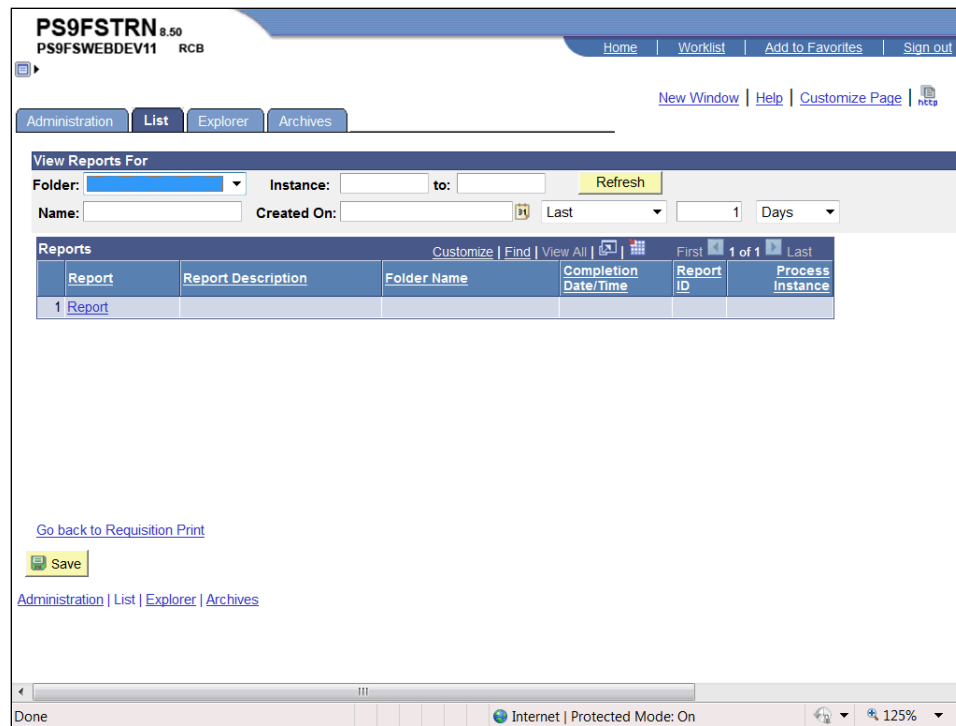 PS9FSTRN 8.50
PS9FSWEBDEV11 RCB
Home | Worklist | Add to Favorites | Sign out
New Window | Help | Customize Page | http
Administration List Explorer Archives
View Reports For
Folder: Instance: to: Refresh
Name: Created On: 31 Last 1 Days
Reports Customize | Find | View All | | First 1 of 1 Last
Report Report Description Folder Name Completion Date/Time Report ID Process Instance
1 Report
Go back to Requisition Print
Save
Administration | List | Explorer | Archives
Done Internet | Protected Mode: On 125%